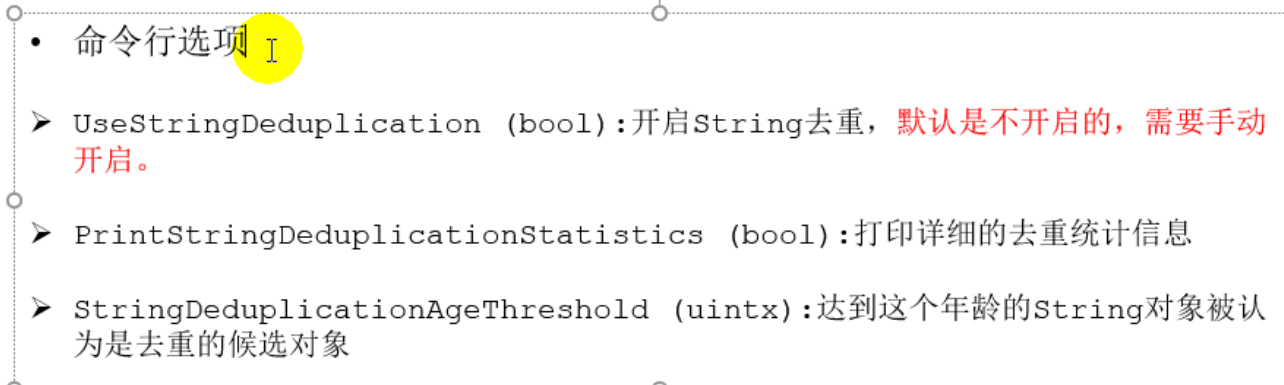 • 命令行选项
➤ UseStringDeduplication (bool):开启String去重，默认是不开启的，需要手动
开启。
➤ PrintStringDeduplicationStatistics (bool):打印详细的去重统计信息
➤ StringDeduplicationAgeThreshold (uintx):达到这个年龄的String对象被认
为是去重的候选对象